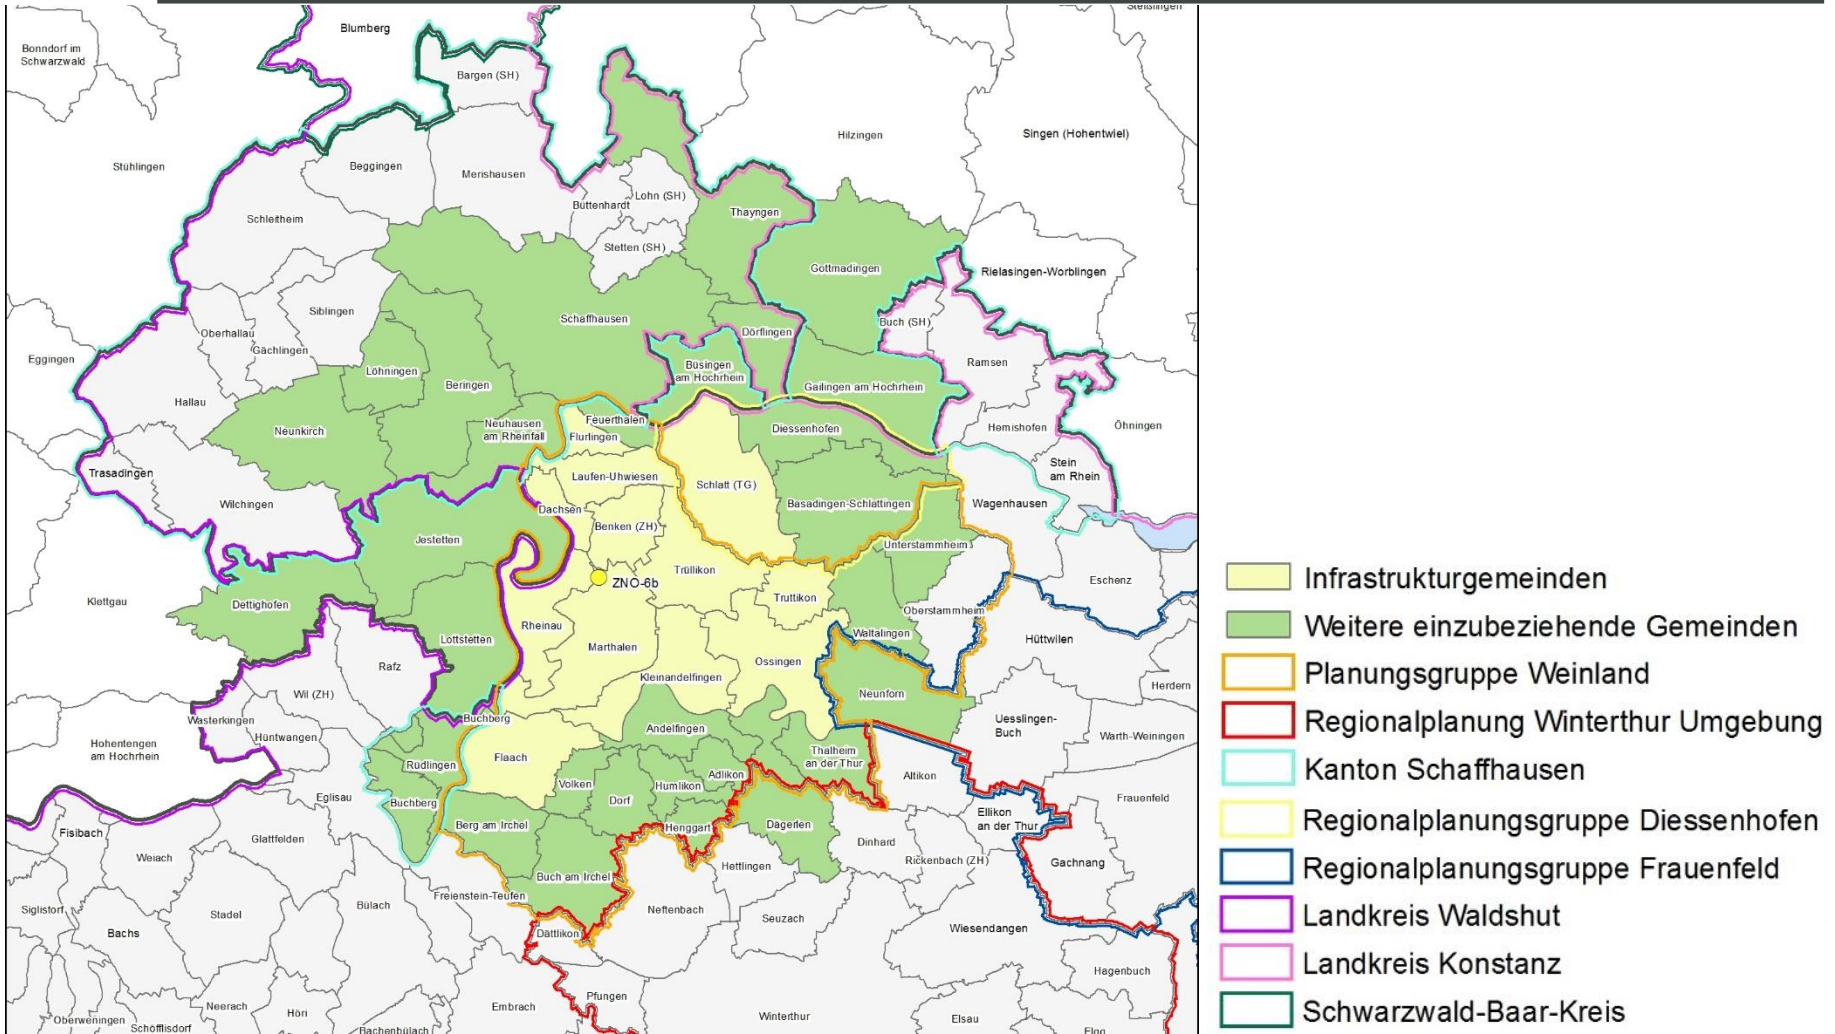 Blumberg
Bonndorf im
Schwarzwald
Bargen (SH)
Hilzingen
Singen (Hohentwiel)
Stühlingen
Beggingen
Merishausen
Lohn (SH)
Büttenhardt
Thayngen
Schleitheim
Stetten (SH)
Gottmadingen
Rielasingen-Worblingen
Siblingen
Schaffhausen
Buch (SH)
Oberhallau
Dörflingen
Gächlingen
Eggingen
Ramsen
Büsingen
am Hochrhein
Löhningen
Beringen
Gailingen am Hochrhein
Hallau
Neuhausen
am Rheinfall
Feuerthalen
Flurlingen
Diessenhofen
Hemishofen
Öhningen
Neunkirch
Trasadingen
Stein
am Rhein
Laufen-Uhwiesen
Schlatt (TG)
Wilchingen
Dachsen
Basadingen-Schlattingen
Wagenhausen
Benken (ZH)
Jestetten
Unterstammheim
Trüllikon
ZNO-6b
Eschenz
Klettgau
Dettighofen
Truttikon
Oberstammheim
Rheinau
Lottstetten
Waltalingen
Hüttwilen
Marthalen
Rafz
Ossingen
Kleinandelfingen
Wil (ZH)
Neunforn
Herdern
Wasterkingen
Buchberg
Uesslingen-
Buch
Hüntwangen
Andelfingen
Warth-Weiningen
Hohentengen
am Hochrhein
Flaach
Thalheim
an der Thur
Rüdlingen
Adlikon
Altikon
Volken
Humlikon
Eglisau
Dorf
Buchberg
Frauenfeld
Ellikon
an der Thur
Berg am Irchel
Henggart
Dagerlen
Fisibach
Glattfelden
Dinhard
Weiach
Rickenbach (ZH)
Gachnang
Hettlingen
Buch am Irchel
Freienstein-Teufen
Bülach
Siglistorf
Stadel
Neftenbach
Seuzach
Bachs
Dättlikon
Wiesendangen
Hagenbuch
Pfungen
Neerach
Embrach
Höri
Winterthur
Elsau
Oberweningen
Schöfflisdorf
Bachenbülach
Infrastrukturgemeinden
Weitere einzubeziehende Gemeinden
Planungsgruppe Weinland
Regionalplanung Winterthur Umgebung
Kanton Schaffhausen
Regionalplanungsgruppe Diessenhofen
Regionalplanungsgruppe Frauenfeld
Landkreis Waldshut
Landkreis Konstanz
Schwarzwald-Baar-Kreis